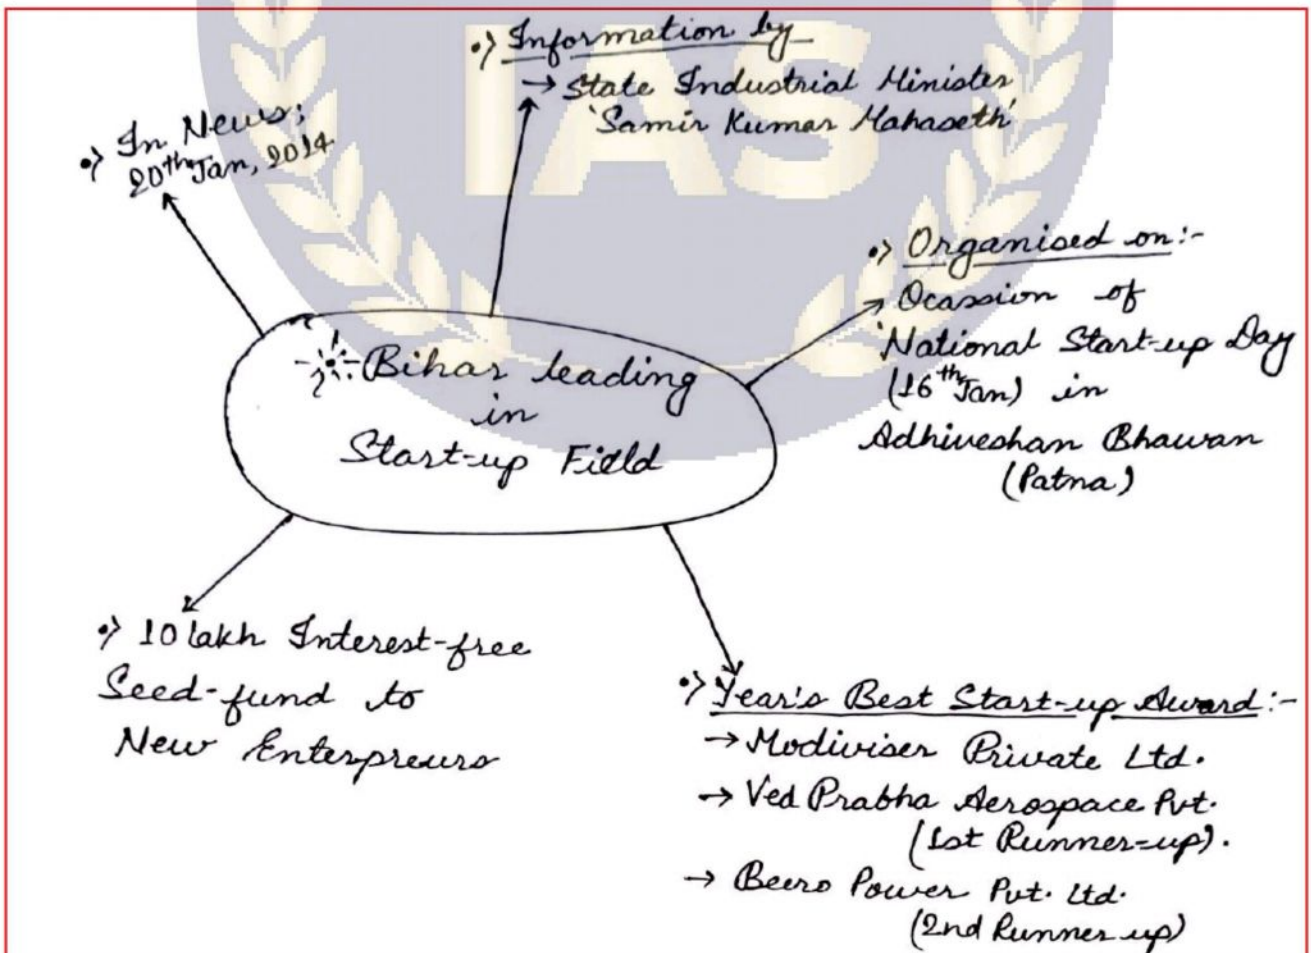 IAS
•) Information by
→ State Industrial Minister
'Samir Kumar Mahaseth'
•) In News;
20th Jan, 2014
•) Organised on:-
Ocassion of
'National Start-up Day
(16th Jan) in
Adhiveshan Bhawan
(Patna)
Bihar leading
in
Start-up Field
•) 10 lakh Interest-free
Seed-fund to
New Enterpreurs
•) Year's Best Start-up Award:-
→ Modiviser Private Ltd.
→ Ved Prabha Aerospace Pvt.
(1st Runner-up).
→ Beero Power Pvt. Ltd.
(2nd Runner up)